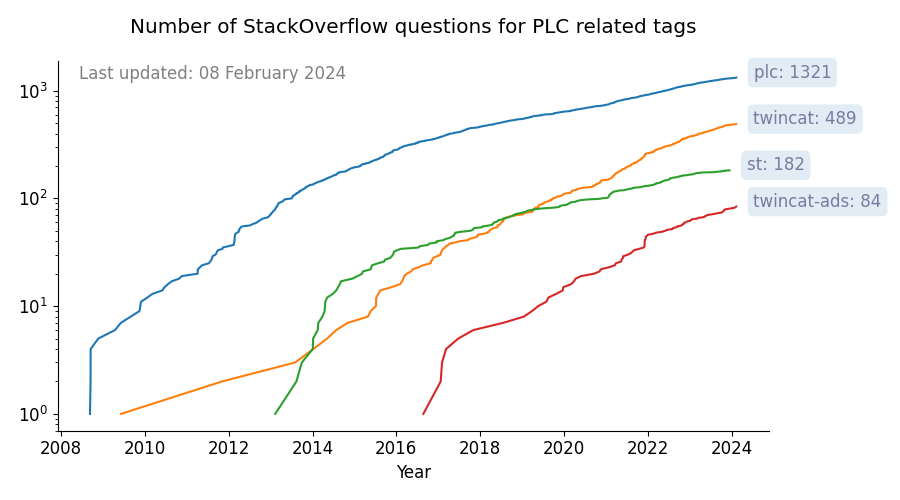 Number of StackOverflow questions for PLC related tags
Last updated: 08 February 2024
plc: 1321
twincat: 489
st: 182
twincat-ads: 84
10³
10²
10¹
10⁰
2008 2010 2012 2014 2016 2018 2020 2022 2024
Year